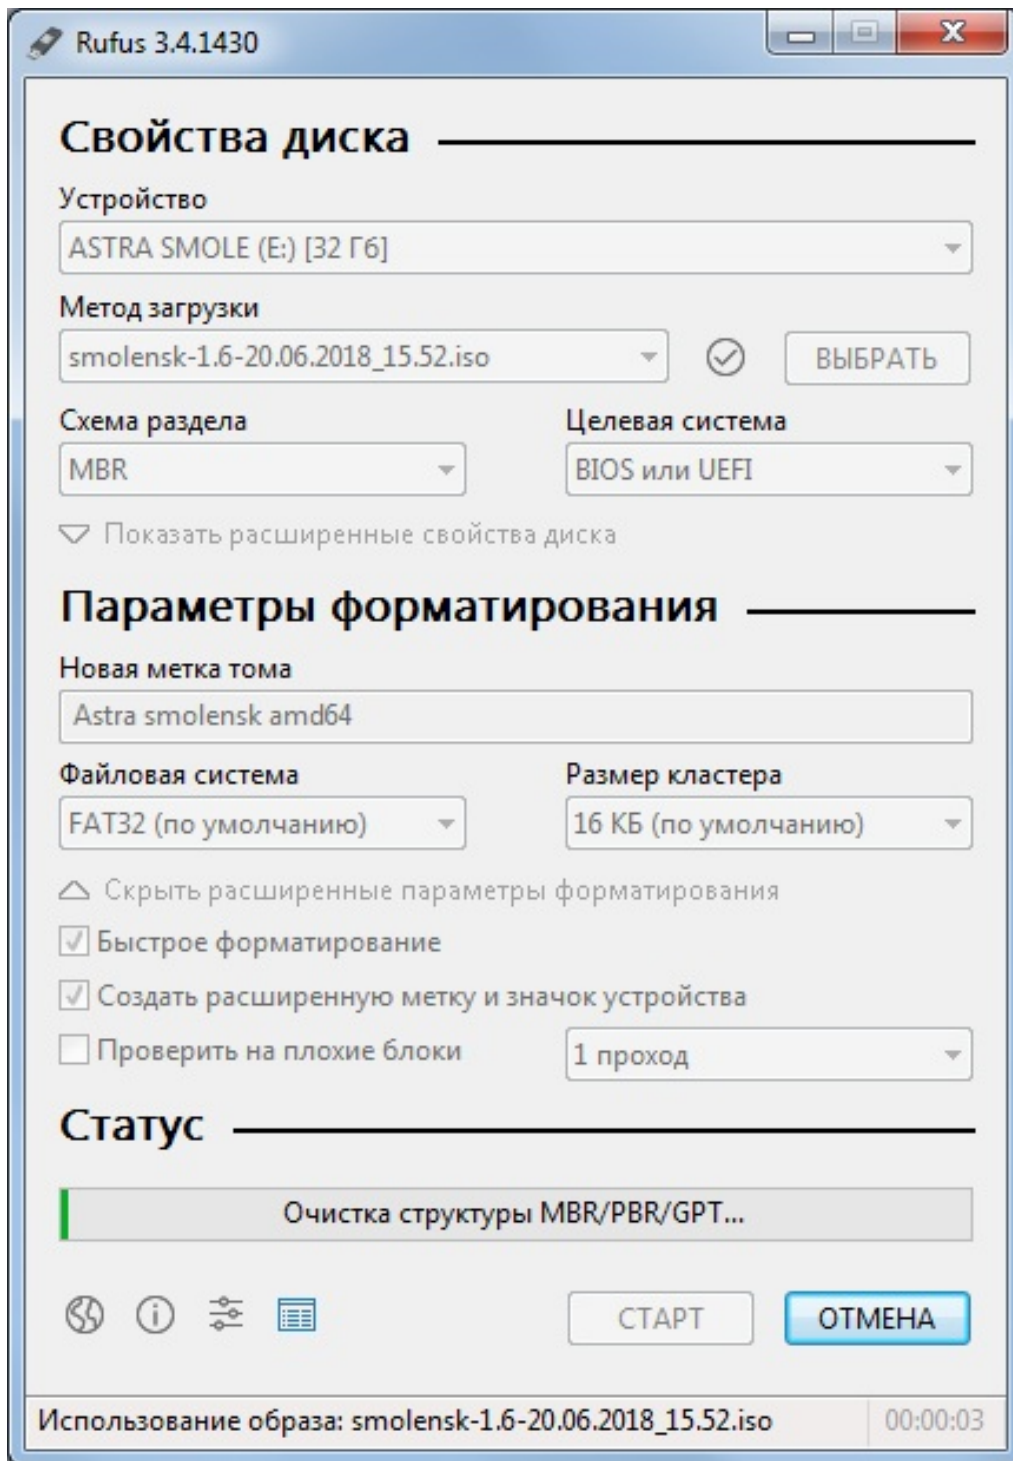 Rufus 3.4.1430
Свойства диска
Устройство
ASTRA SMOLE (E:) [32 Гб]
Метод загрузки
smolensk-1.6-20.06.2018_15.52.iso
ВЫБРАТЬ
Схема раздела
Целевая система
MBR
BIOS или UEFI
Показать расширенные свойства диска
Параметры форматирования
Новая метка тома
Astra smolensk amd64
Файловая система
Размер кластера
FAT32 (по умолчанию)
16 КБ (по умолчанию)
Скрыть расширенные параметры форматирования
Быстрое форматирование
Создать расширенную метку и значок устройства
Проверить на плохие блоки
1 проход
Статус
Очистка структуры MBR/PBR/GPT...
СТАРТ
ОТМЕНА
Использование образа: smolensk-1.6-20.06.2018_15.52.iso
00:00:03